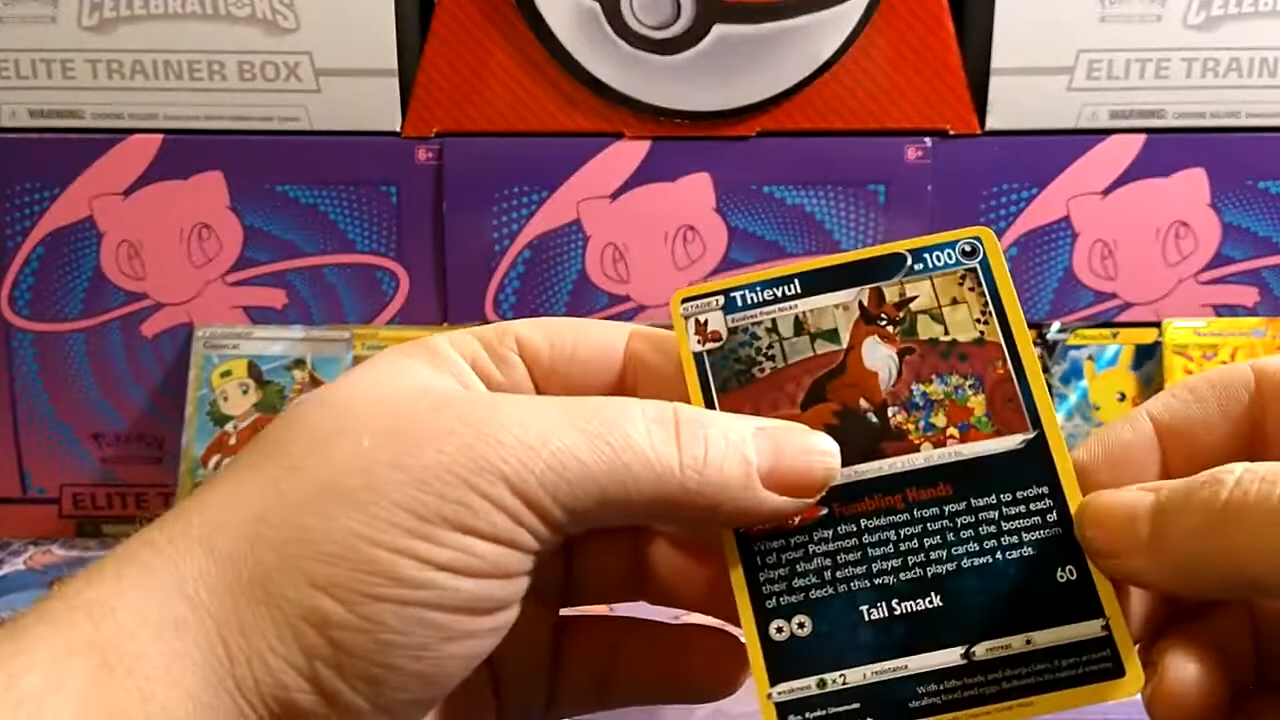 CELEBRATIONS
CELEBRATIONS
ELITE TRAINER BOX
ELITE TRAIN
WARNING:
WARNING:
6+
6+
STAGE 1
Thievul
HP 100
Evolves from Nickit
Pikachu
Fumbling Hands
When you play this Pokémon from your hand to evolve
1 of your Pokémon during your turn, you may have each
player shuffle their hand and put it on the bottom of
their deck. If either player put any cards on the bottom
of their deck in this way, each player draws 4 cards.
Tail Smack
60
weakness
×2
resistance
retreat
With a lithe body and sharp claws, it goes around
stealing food and eggs. Boltund is its natural enemy.
Illus. Kyoko Umemoto
POKÉMON
ELITE T